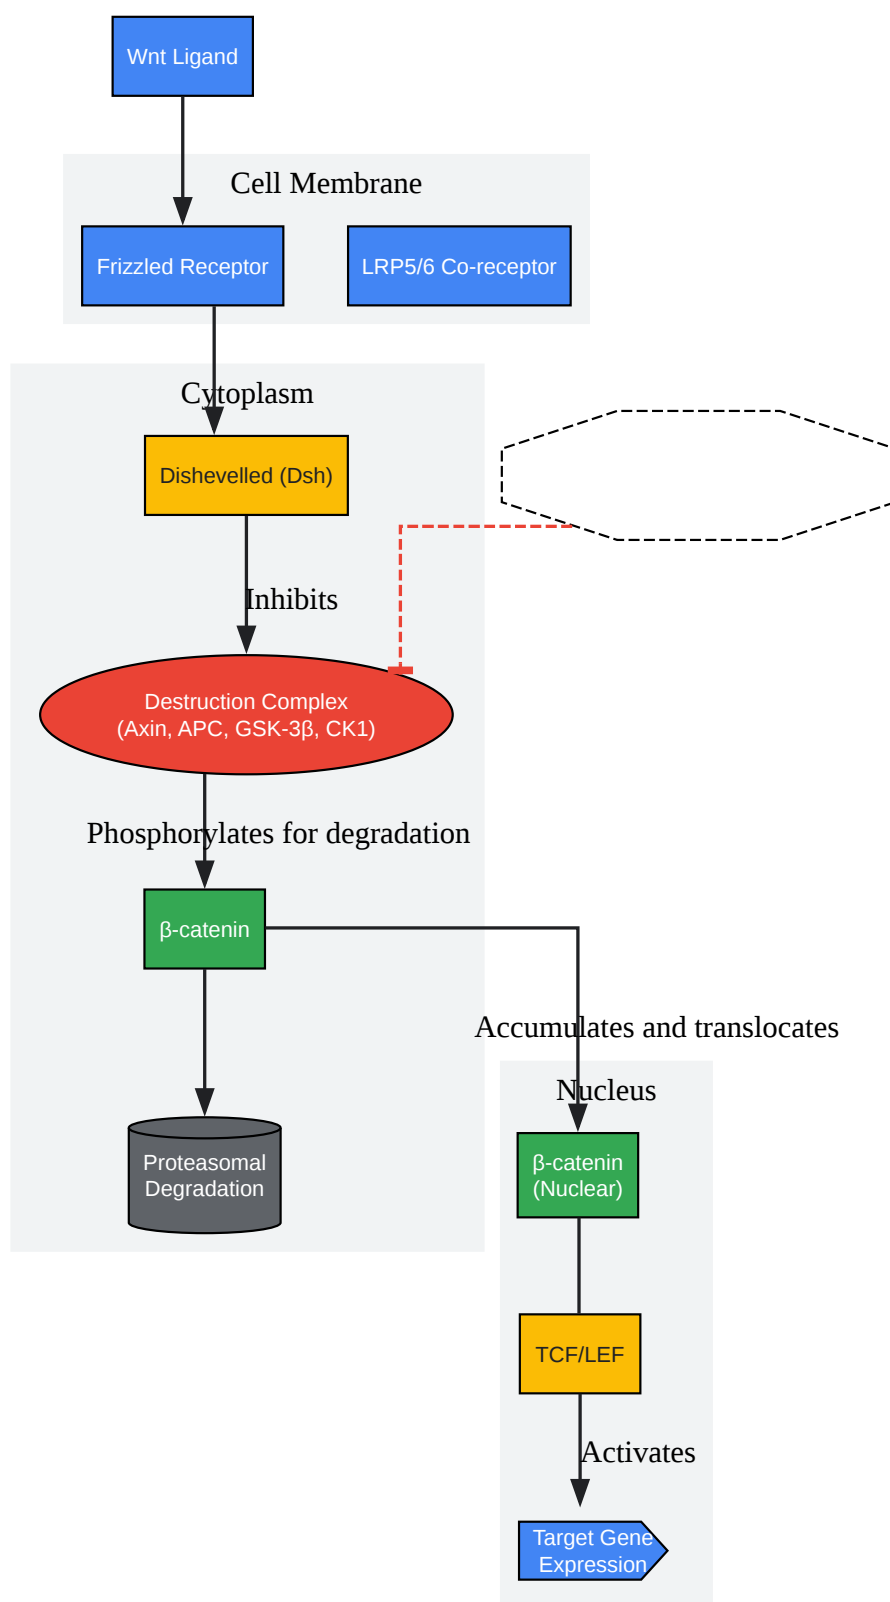 Wnt Ligand
Cell Membrane
Frizzled Receptor
LRP5/6 Co-receptor
Cytoplasm
Dishevelled (Dsh)
Inhibits
Destruction Complex
(Axin, APC, GSK-3β, CK1)
Phosphorylates for degradation
β-catenin
Accumulates and translocates
Nucleus
Proteasomal
Degradation
β-catenin
(Nuclear)
TCF/LEF
Activates
Target Gene
Expression